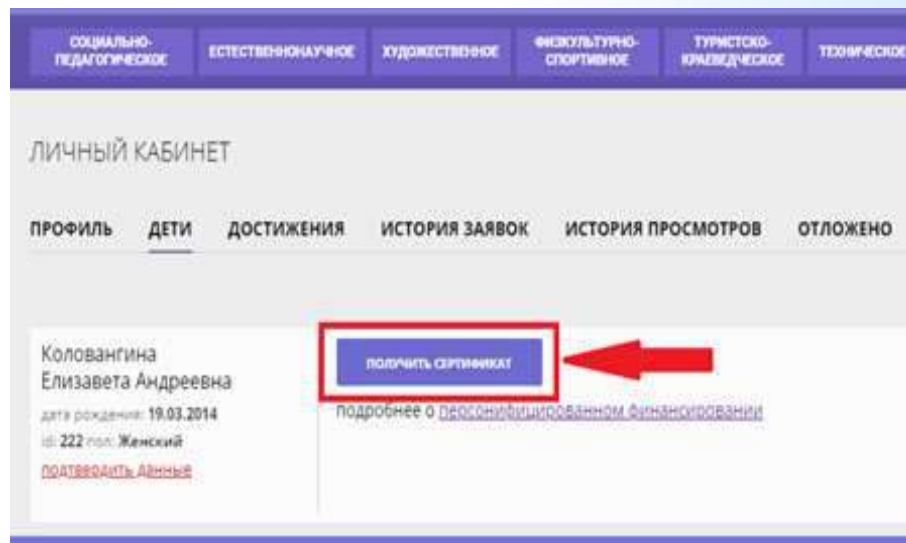 СОЦИАЛЬНО-
ПЕДАГОГИЧЕСКОЕ
ЕСТЕСТВЕННОНАУЧНОЕ
ХУДОЖЕСТВЕННОЕ
ФИЗКУЛЬТУРНО-
СПОРТИВНОЕ
ТУРИСТСКО-
КРАЕВЕДЧЕСКОЕ
ТЕХНИЧЕСКОЕ
ЛИЧНЫЙ КАБИНЕТ
ПРОФИЛЬ ДЕТИ ДОСТИЖЕНИЯ ИСТОРИЯ ЗАЯВОК ИСТОРИЯ ПРОСМОТРОВ ОТЛОЖЕНО
Коловангина
Елизавета Андреевна
дата рождения: 19.03.2014
id: 222 пол: Женский
подтвердить данные
ПОЛУЧИТЬ СЕРТИФИКАТ
подробнее о персонифицированном финансировании